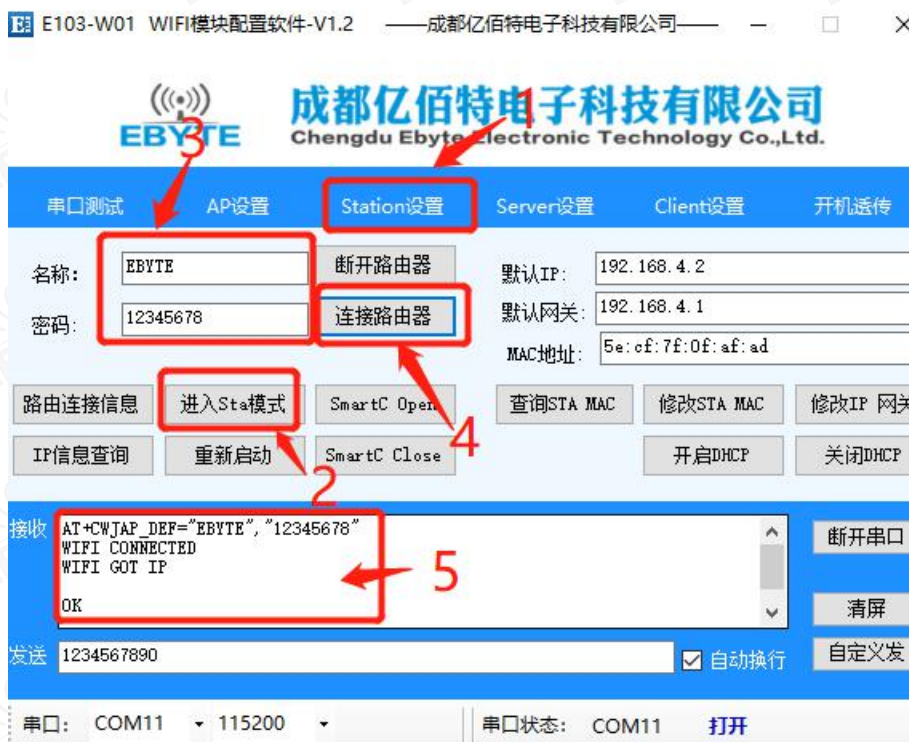 E103-W01 WIFI模块配置软件-V1.2 ——成都亿佰特电子科技有限公司——
EBYTE
成都亿佰特电子科技有限公司
Chengdu Ebyte Electronic Technology Co.,Ltd.
1
3
串口测试 AP设置 Station设置 Server设置 Client设置 开机透传
名称: EBYTE 断开路由器 默认IP: 192.168.4.2
密码: 12345678 连接路由器 默认网关: 192.168.4.1
MAC地址: 5e:cf:7f:0f:af:ad
路由连接信息 进入Sta模式 SmartC Open 查询STA MAC 修改STA MAC 修改IP 网关
4
IP信息查询 重新启动 SmartC Close 开启DHCP 关闭DHCP
2
接收 AT+CWJAP_DEF="EBYTE","12345678"
WIFI CONNECTED
WIFI GOT IP
OK
5
断开串口
清屏
发送 1234567890 自动换行 自定义发
串口: COM11 115200 串口状态: COM11 打开